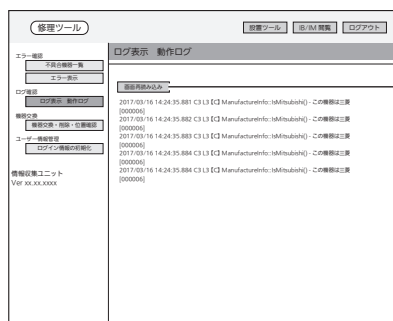 修理ツール
設置ツール
IB/IM 閲覧
ログアウト
エラー確認
不具合機器一覧
エラー表示
ログ確認
ログ表示 動作ログ
機器交換
機器交換・削除・位置確認
ユーザー情報管理
ログイン情報の初期化
情報収集ユニット
Ver xx.xx.xxxx
ログ表示 動作ログ
画面再読み込み
2017/03/16 14:24:35.881 C3 L3【C】ManufactureInfo::IsMitsubishi() - この機器は三菱
[000006]
2017/03/16 14:24:35.882 C3 L3【C】ManufactureInfo::IsMitsubishi() - この機器は三菱
[000006]
2017/03/16 14:24:35.883 C3 L3【C】ManufactureInfo::IsMitsubishi() - この機器は三菱
[000006]
2017/03/16 14:24:35.884 C3 L3【C】ManufactureInfo::IsMitsubishi() - この機器は三菱
[000006]
2017/03/16 14:24:35.884 C3 L3【C】ManufactureInfo::IsMitsubishi() - この機器は三菱
[000006]